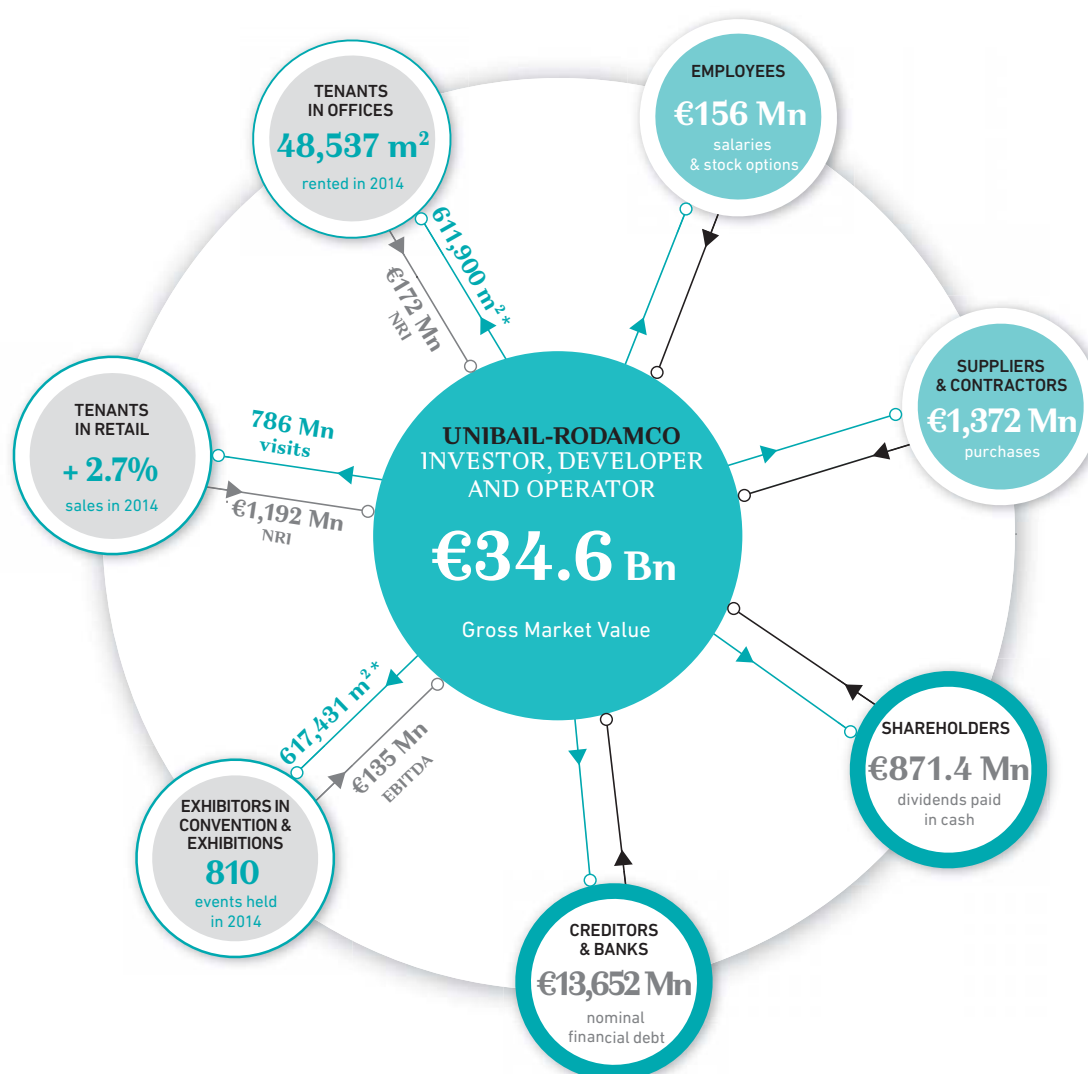 EMPLOYEES
€156 Mn
salaries
& stock options
TENANTS
IN OFFICES
48,537 m²
rented in 2014
611,900 m²*
€172 Mn
NRI
SUPPLIERS
& CONTRACTORS
€1,372 Mn
purchases
TENANTS
IN RETAIL
+ 2.7%
sales in 2014
786 Mn
visits
€1,192 Mn
NRI
UNIBAIL-RODAMCO
INVESTOR, DEVELOPER
AND OPERATOR
€34.6 Bn
Gross Market Value
617,431 m²*
€135 Mn
EBITDA
SHAREHOLDERS
€871.4 Mn
dividends paid
in cash
EXHIBITORS IN
CONVENTION &
EXHIBITIONS
810
events held
in 2014
CREDITORS
& BANKS
€13,652 Mn
nominal
financial debt